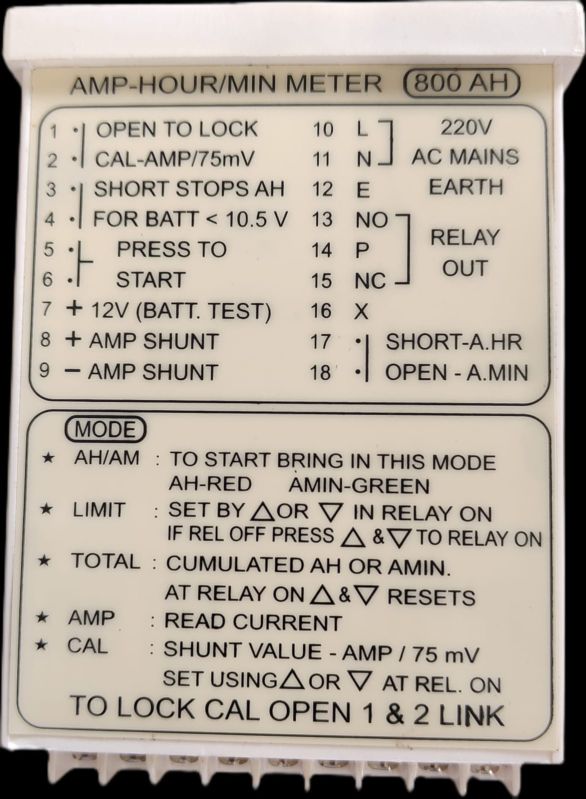 AMP-HOUR/MIN METER 800 AH
1 OPEN TO LOCK 10 L 220V
2 CAL-AMP/75mV 11 N AC MAINS
3 SHORT STOPS AH 12 E EARTH
4 FOR BATT < 10.5 V 13 NO
RELAY
5 PRESS TO 14 P
OUT
6 START 15 NC
7 + 12V (BATT. TEST) 16 X
8 + AMP SHUNT 17 SHORT-A.HR
9 – AMP SHUNT 18 OPEN - A.MIN
MODE
★ AH/AM : TO START BRING IN THIS MODE
AH-RED AMIN-GREEN
★ LIMIT : SET BY △ OR ▽ IN RELAY ON
IF REL OFF PRESS △ & ▽ TO RELAY ON
★ TOTAL : CUMULATED AH OR AMIN.
AT RELAY ON △ & ▽ RESETS
★ AMP : READ CURRENT
★ CAL : SHUNT VALUE - AMP / 75 mV
SET USING △ OR ▽ AT REL. ON
TO LOCK CAL OPEN 1 & 2 LINK